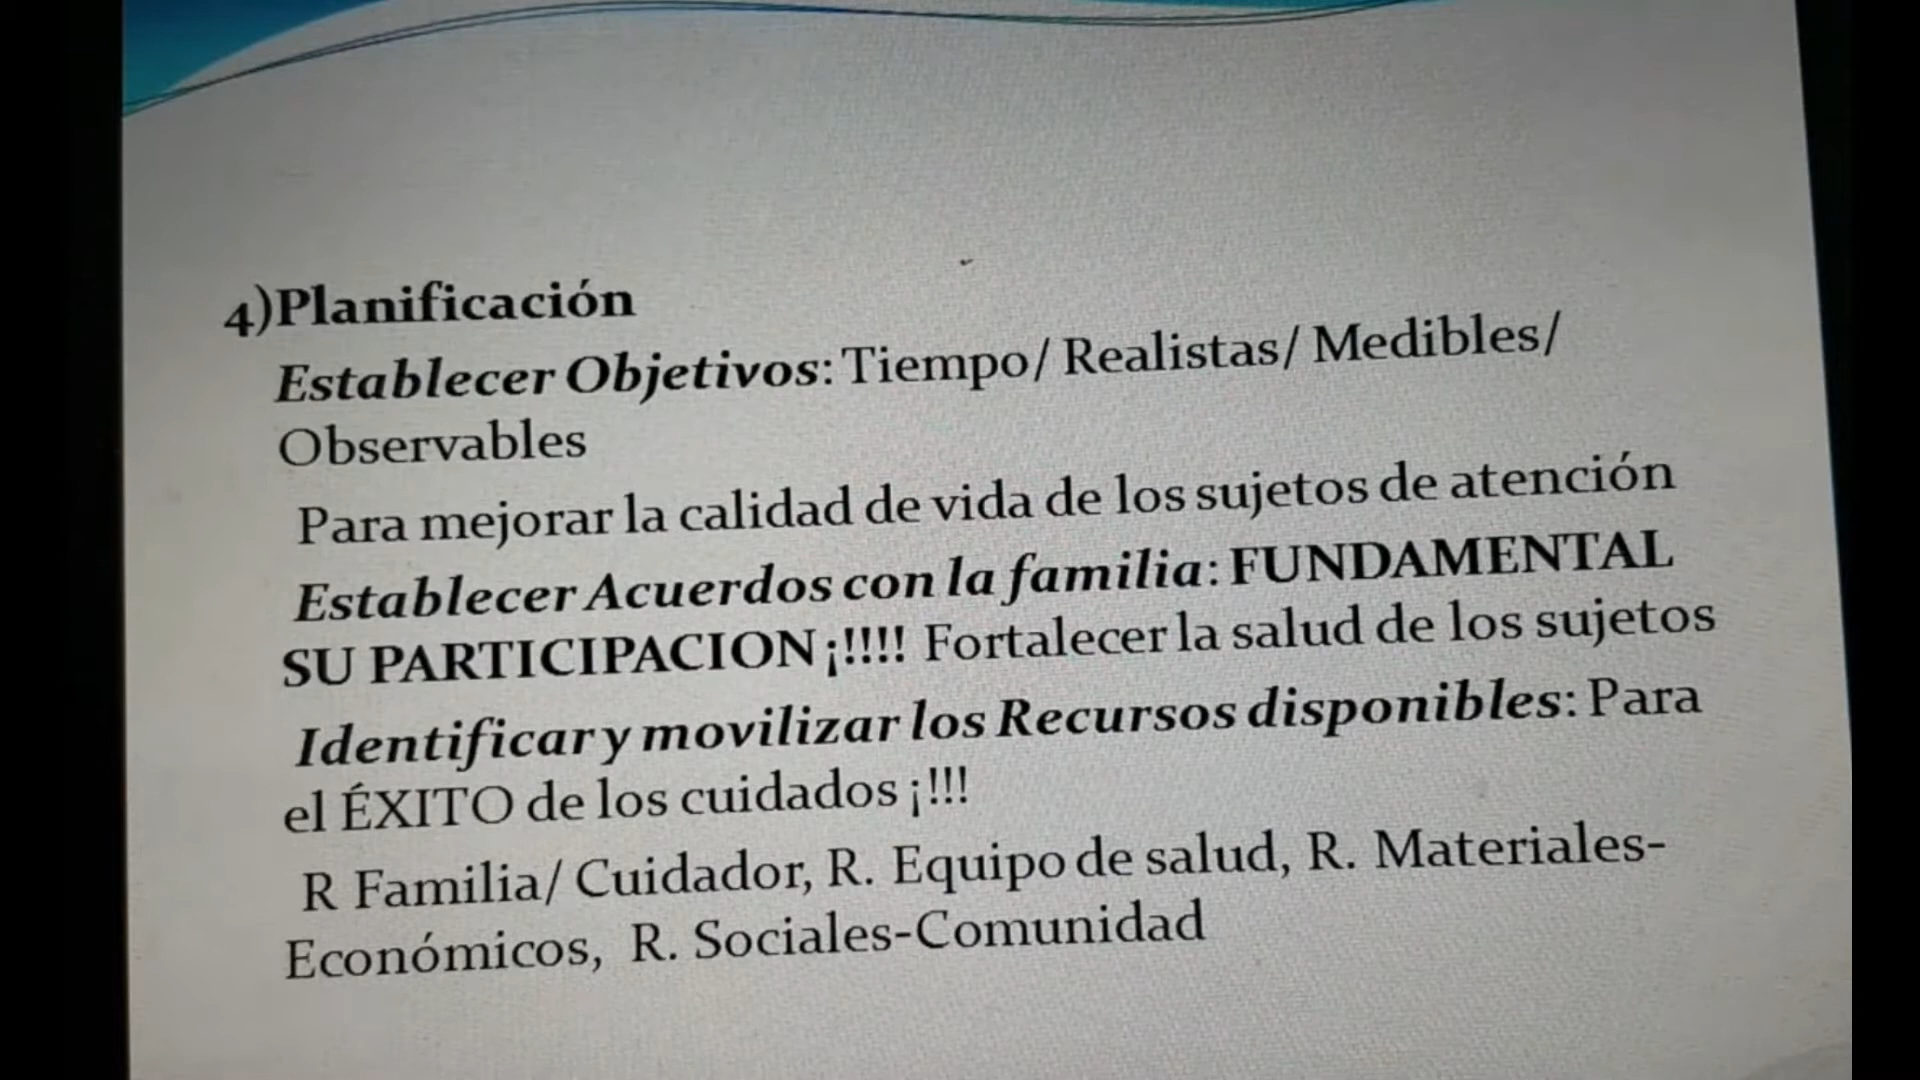 4)Planificación
Establecer Objetivos: Tiempo/ Realistas/ Medibles/
Observables
Para mejorar la calidad de vida de los sujetos de atención
Establecer Acuerdos con la familia: FUNDAMENTAL
SU PARTICIPACION ¡!!!! Fortalecer la salud de los sujetos
Identificar y movilizar los Recursos disponibles: Para
el ÉXITO de los cuidados ¡!!!
R Familia/ Cuidador, R. Equipo de salud, R. Materiales-
Económicos, R. Sociales-Comunidad